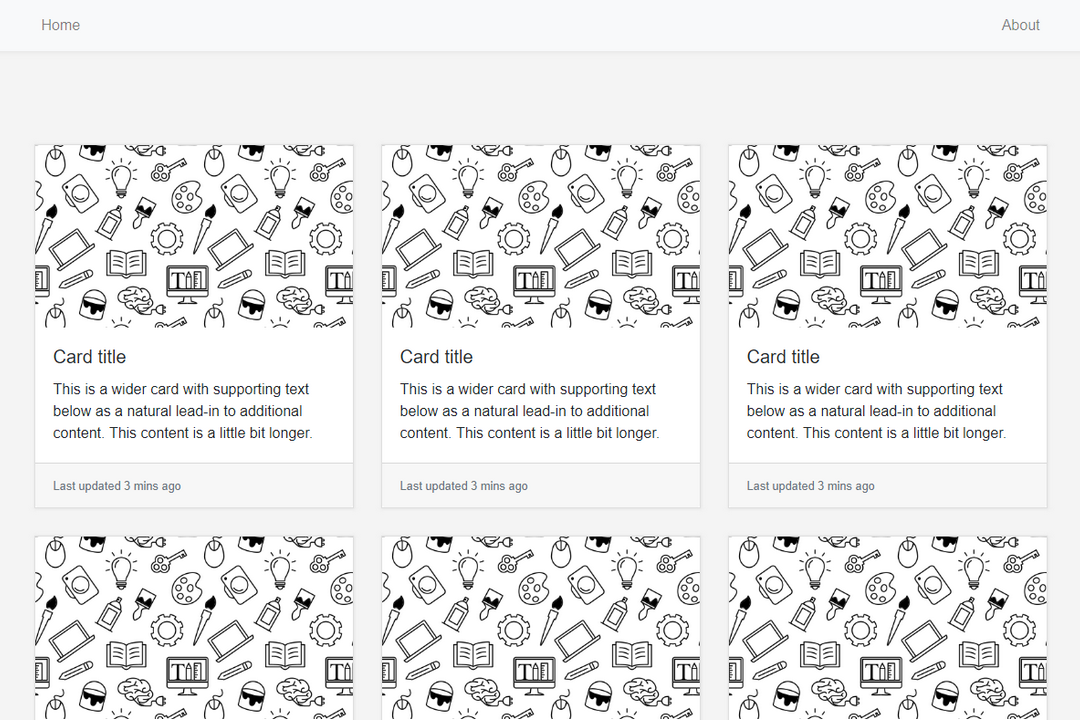 Home
About
Card title
This is a wider card with supporting text
below as a natural lead-in to additional
content. This content is a little bit longer.
Last updated 3 mins ago
Card title
This is a wider card with supporting text
below as a natural lead-in to additional
content. This content is a little bit longer.
Last updated 3 mins ago
Card title
This is a wider card with supporting text
below as a natural lead-in to additional
content. This content is a little bit longer.
Last updated 3 mins ago